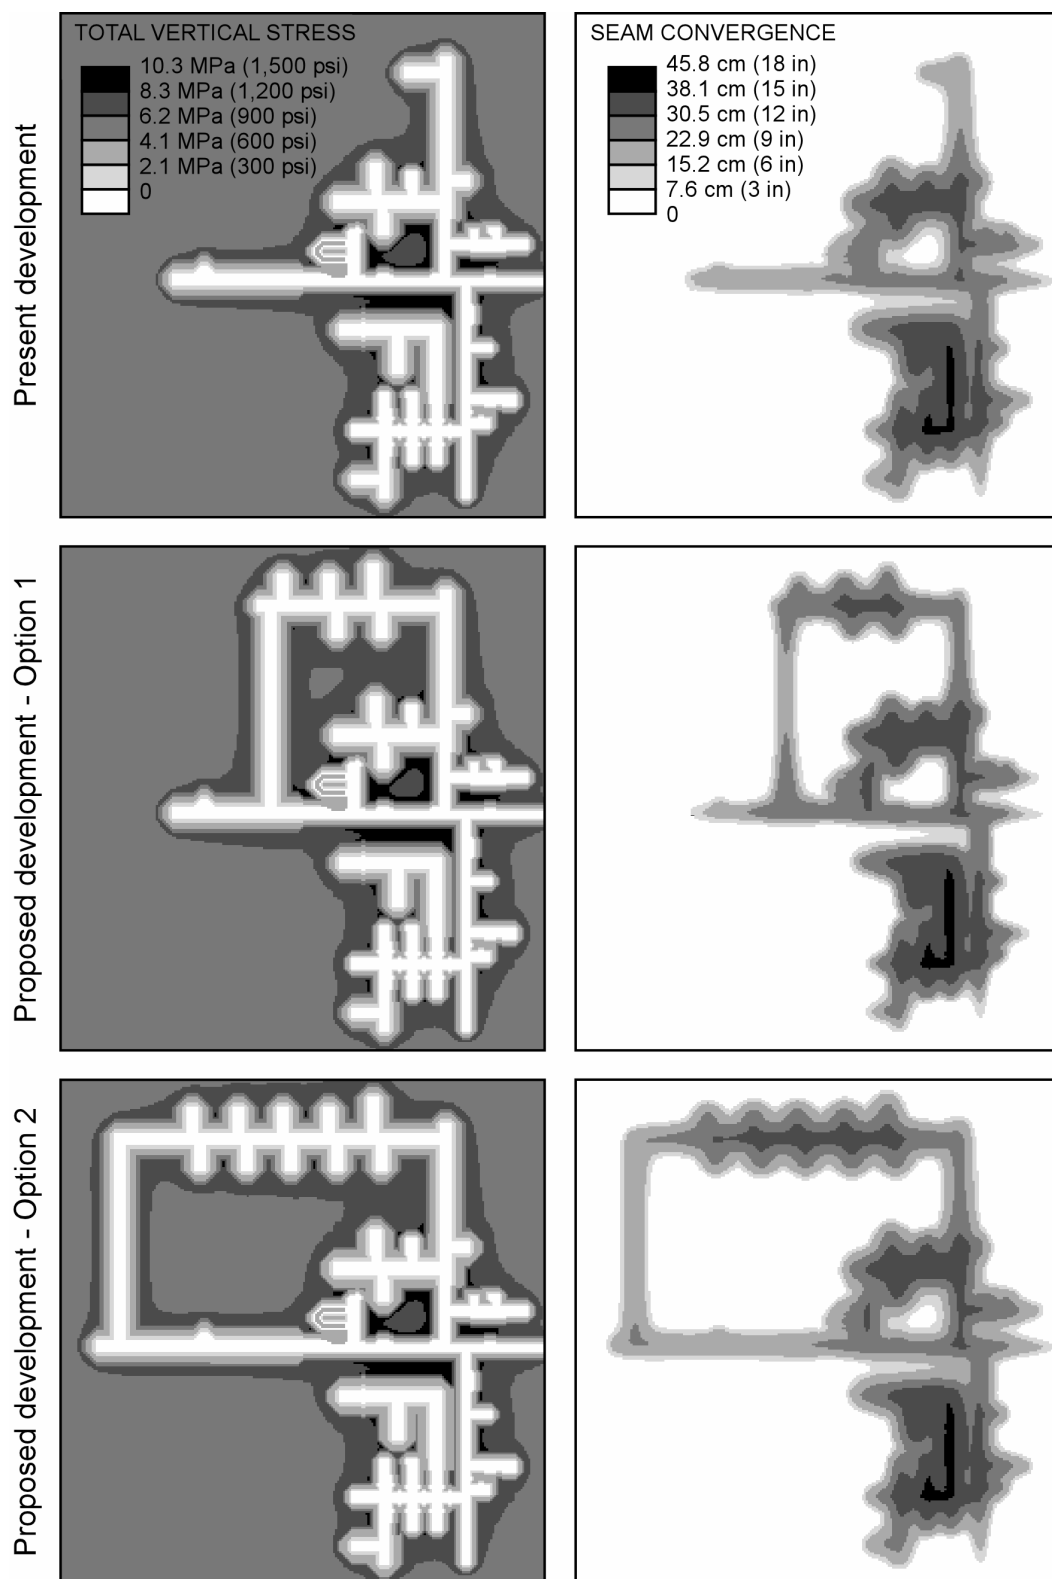 TOTAL VERTICAL STRESS
10.3 MPa (1,500 psi)
8.3 MPa (1,200 psi)
6.2 MPa (900 psi)
4.1 MPa (600 psi)
2.1 MPa (300 psi)
0
SEAM CONVERGENCE
45.8 cm (18 in)
38.1 cm (15 in)
30.5 cm (12 in)
22.9 cm (9 in)
15.2 cm (6 in)
7.6 cm (3 in)
0
Present development
Proposed development - Option 1
Proposed development - Option 2